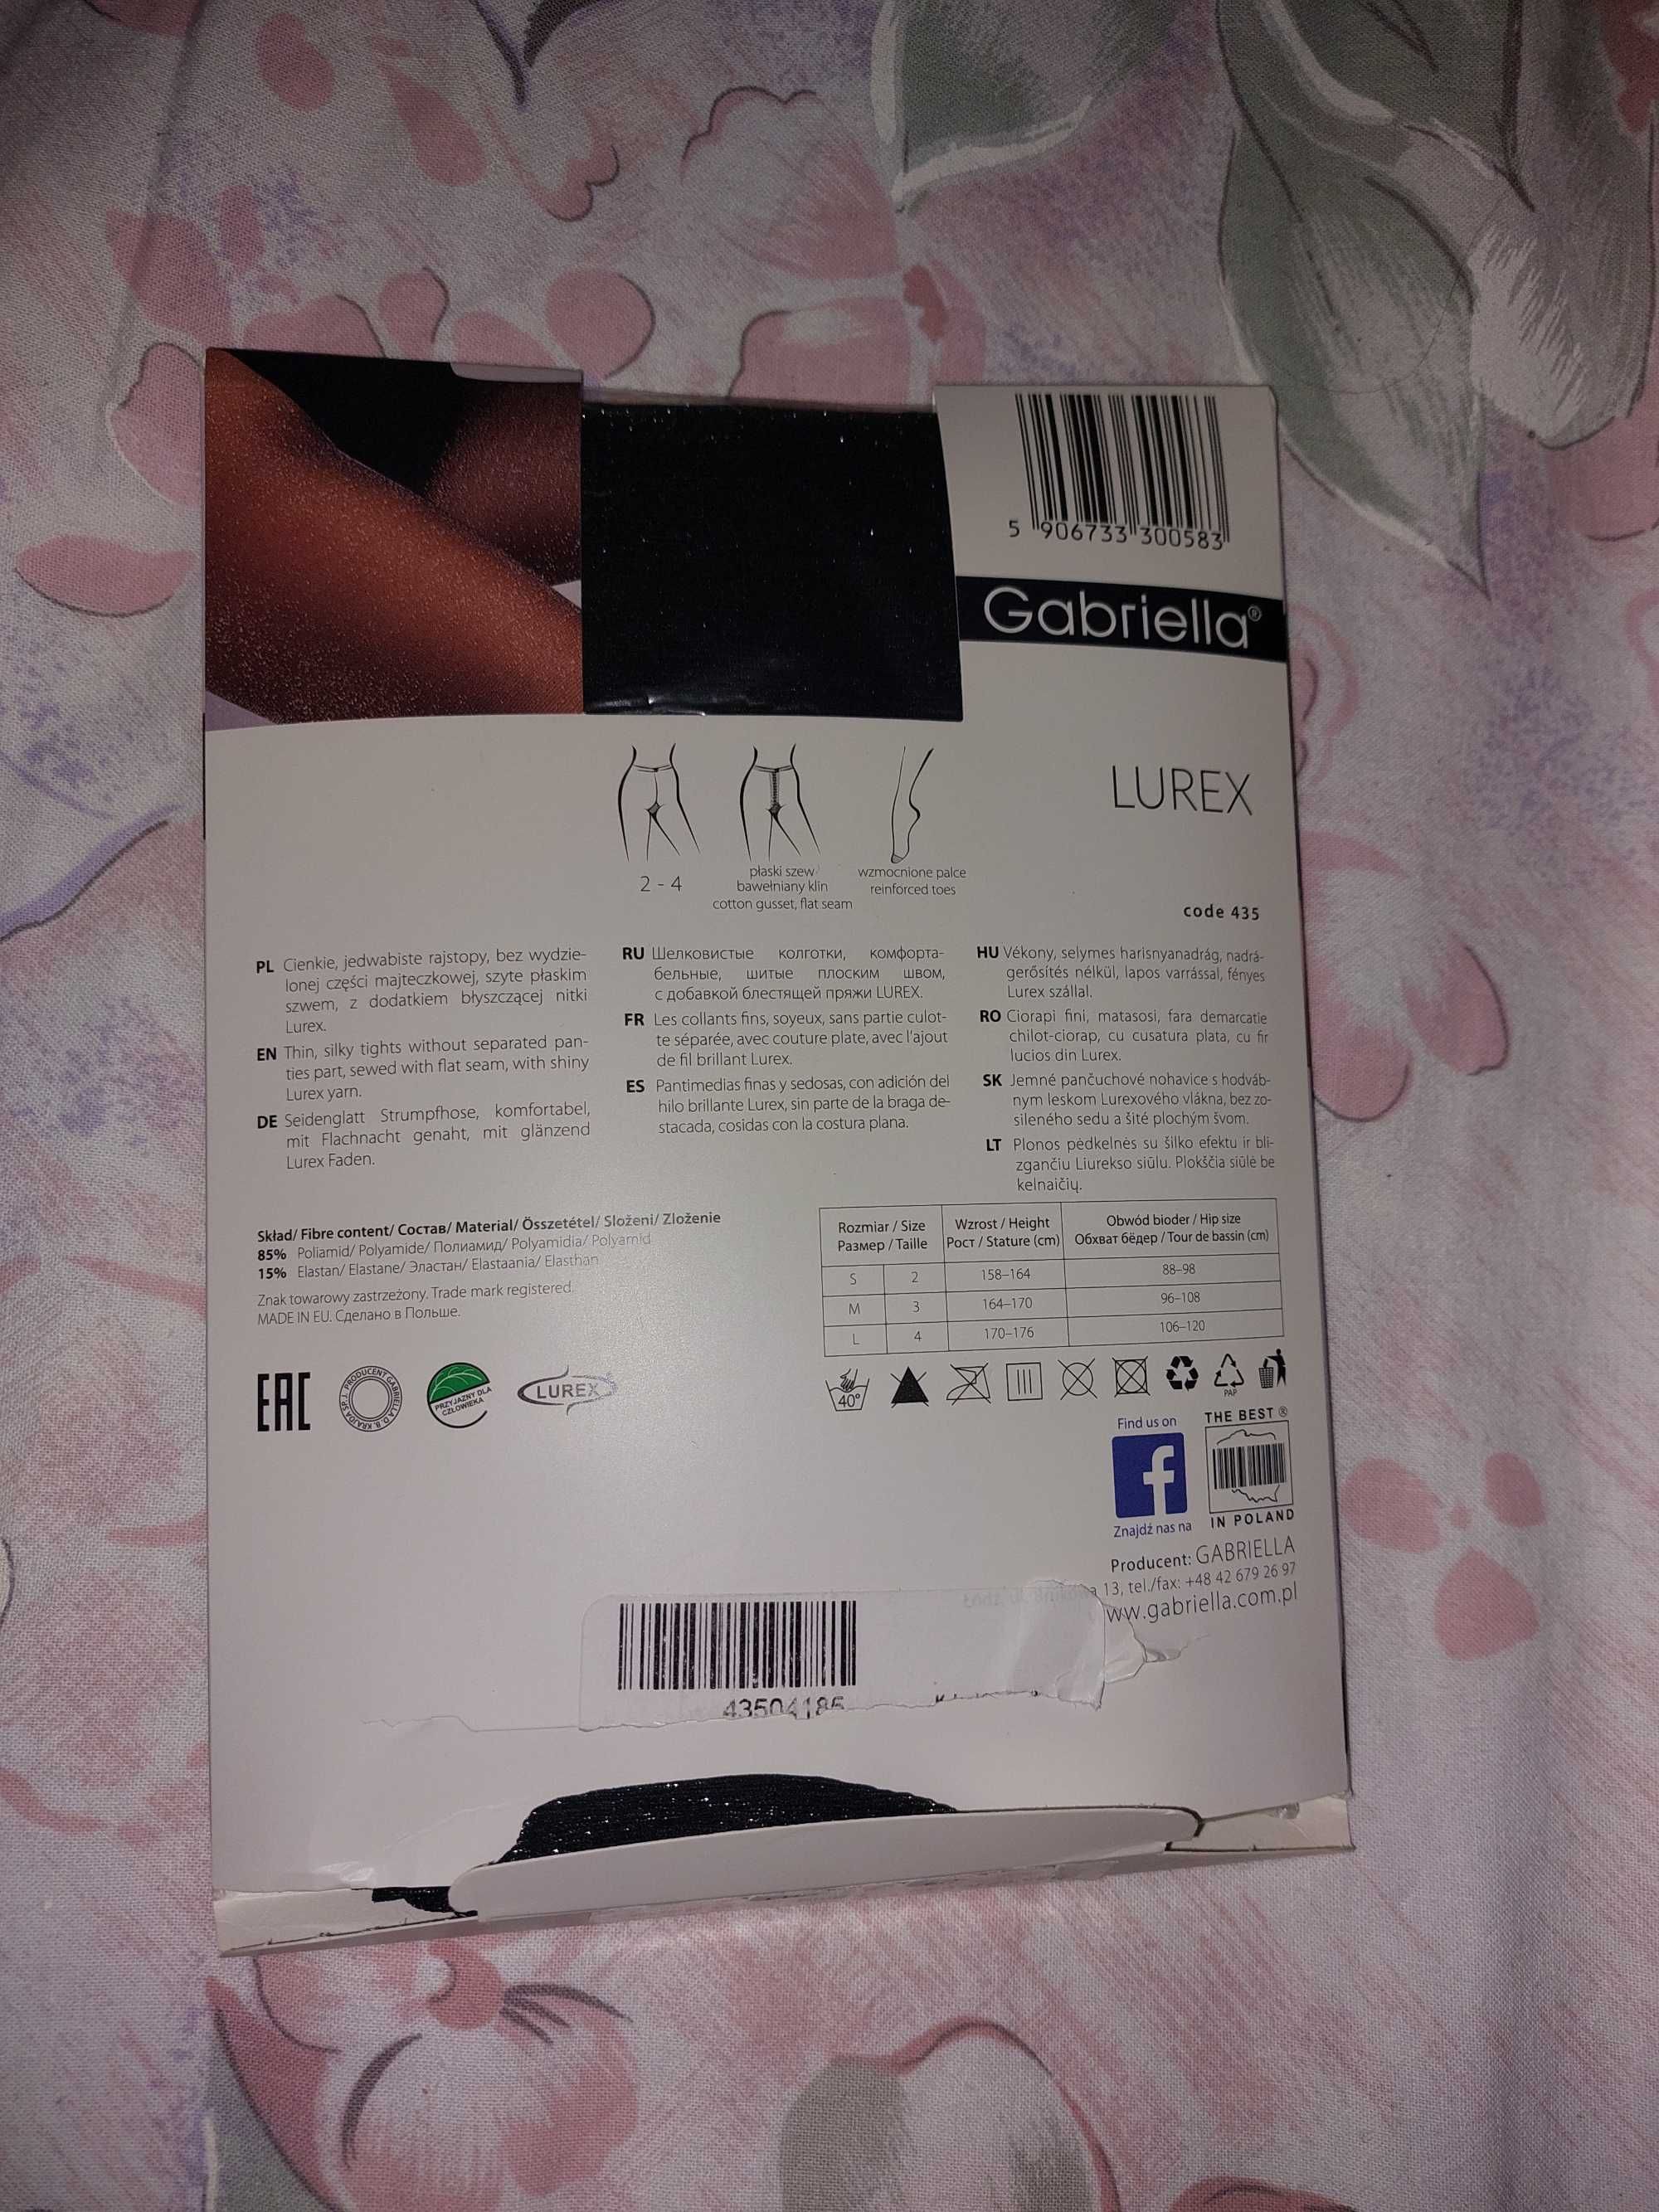 5 906733 300583
Gabriella®
LUREX
2 - 4
płaski szew
bawełniany klin
cotton gusset, flat seam
wzmocnione palce
reinforced toes
code 435
PL Cienkie, jedwabiste rajstopy, bez wydzie-
lonej części majteczkowej, szyte płaskim
szwem, z dodatkiem błyszczącej nitki
Lurex.
EN Thin, silky tights without separated pan-
ties part, sewed with flat seam, with shiny
Lurex yarn.
DE Seidenglatt Strumpfhose, komfortabel,
mit Flachnacht genaht, mit glänzend
Lurex Faden.
RU Шелковистые колготки, комфорта-
бельные, шитые плоским швом,
с добавкой блестящей пряжи LUREX.
FR Les collants fins, soyeux, sans partie culot-
te séparée, avec couture plate, avec l'ajout
de fil brillant Lurex.
ES Pantimedias finas y sedosas, con adición del
hilo brillante Lurex, sin parte de la braga de-
stacada, cosidas con la costura plana.
HU Vékony, selymes harisnyanadrág, nadrá-
gerősítés nélkül, lapos varrással, fényes
Lurex szállal.
RO Ciorapi fini, matasosi, fara demarcatie
chilot-ciorap, cu cusatura plata, cu fir
lucios din Lurex.
SK Jemné pančuchové nohavice s hodváb-
nym leskom Lurexového vlákna, bez zo-
sileného sedu a šité plochým švom.
LT Plonos pėdkelnės su šilko efektu ir bli-
zgančiu Liurekso siūlu. Plokščia siūlė be
kelnaičių.
Skład/ Fibre content/ Состав/ Material/ Összetétel/ Složeni/ Zloženie
85% Poliamid/ Polyamide/ Полиамид/ Polyamidia/ Polyamid
15% Elastan/ Elastane/ Эластан/ Elastaania/ Elasthan
Znak towarowy zastrzeżony. Trade mark registered.
MADE IN EU. Сделано в Польше.
Rozmiar / Size
Размер / Taille
Wzrost / Height
Рост / Stature (cm)
Obwód bioder / Hip size
Обхват бёдер / Tour de bassin (cm)
S 2 158–164 88–98
M 3 164–170 96–108
L 4 170–176 106–120
EAC
PRODUCENT GABRIELLA D. B. KRAJDA SP.J.
PRZYJAZNY DLA
CZŁOWIEKA
LUREX
40°
PAP
Find us on
f
Znajdź nas na
THE BEST ®
IN POLAND
Producent: GABRIELLA
13, tel./fax: +48 42 679 26 97
www.gabriella.com.pl
43504185